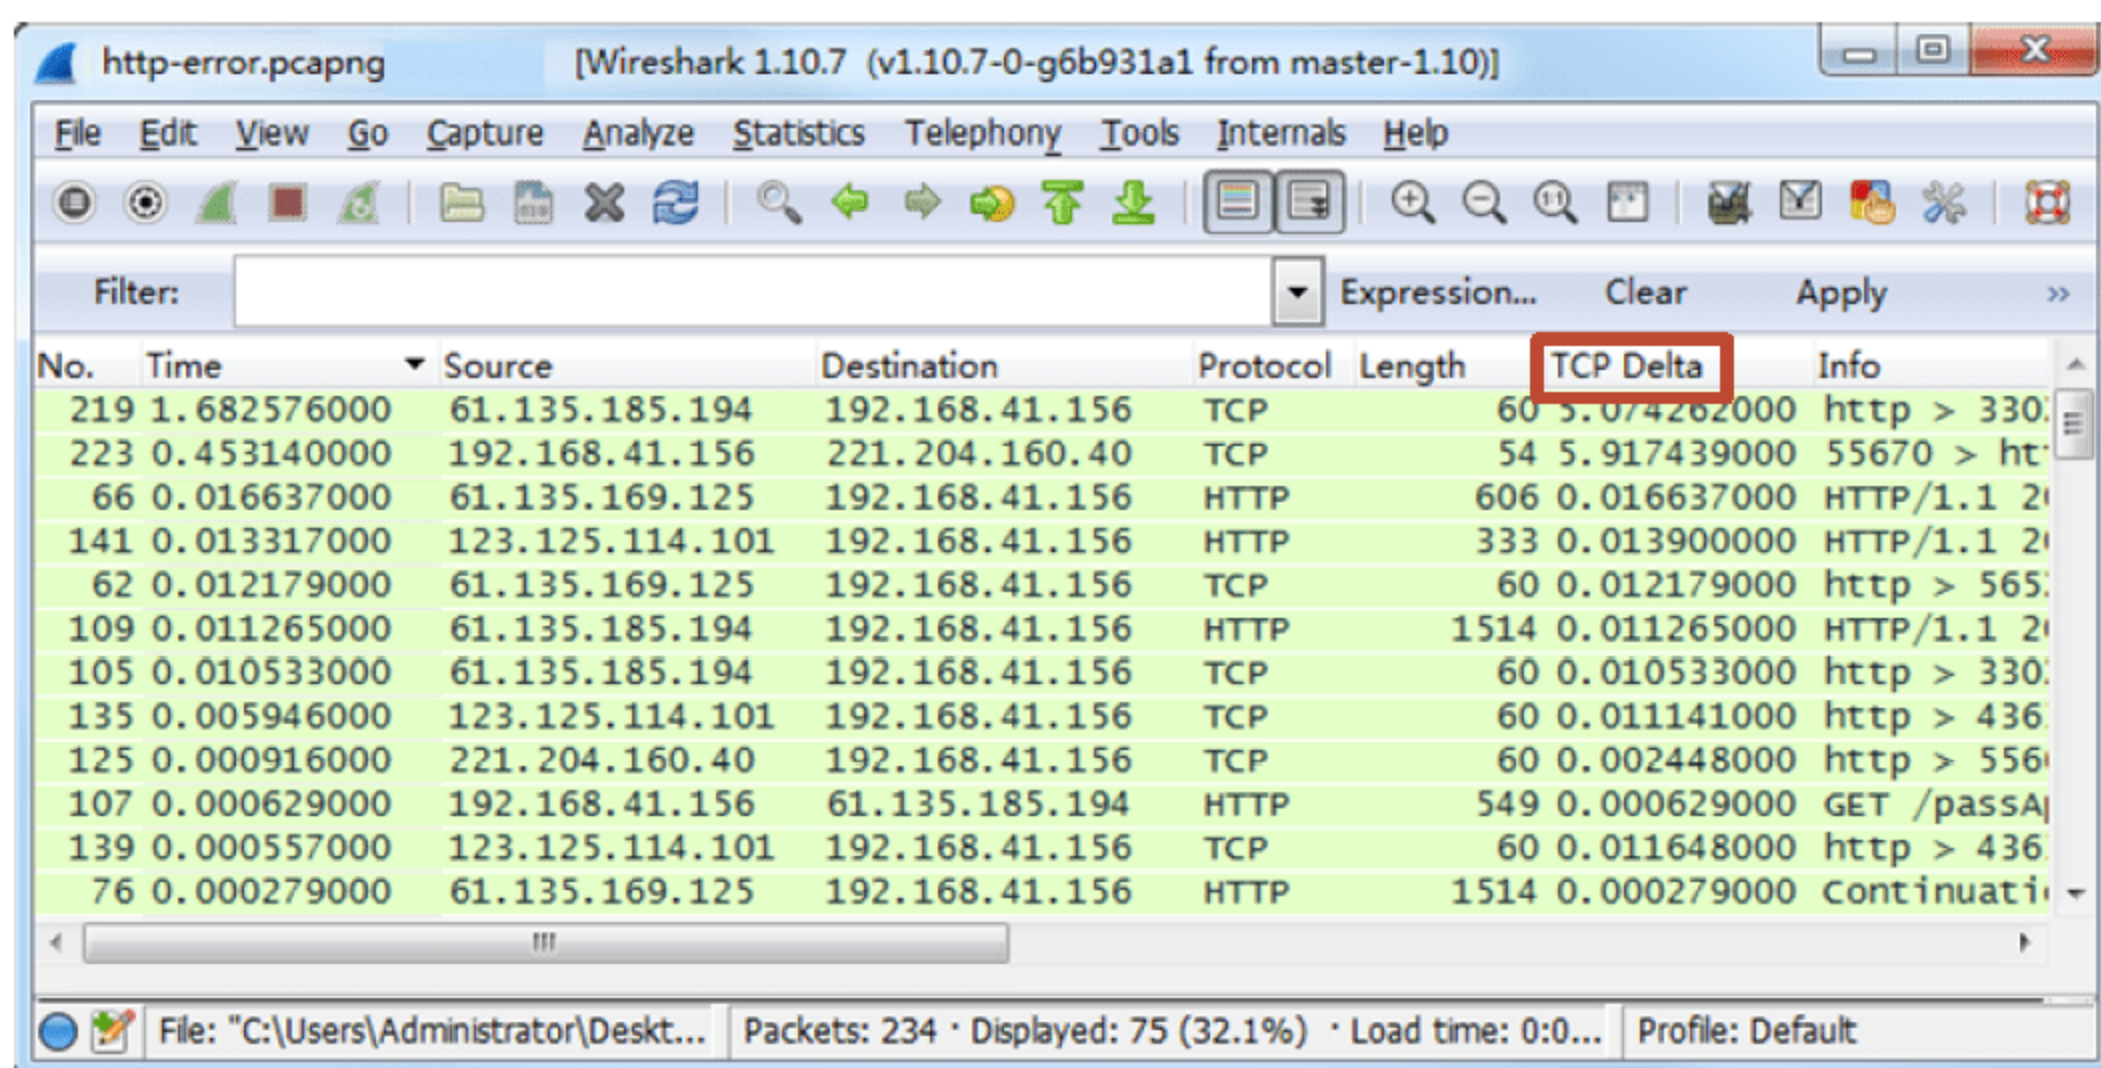 http-error.pcapng [Wireshark 1.10.7 (v1.10.7-0-g6b931a1 from master-1.10)]
File Edit View Go Capture Analyze Statistics Telephony Tools Internals Help
Filter: Expression... Clear Apply »
No. Time Source Destination Protocol Length TCP Delta Info
219 1.682576000 61.135.185.194 192.168.41.156 TCP 60 5.074262000 http > 330
223 0.453140000 192.168.41.156 221.204.160.40 TCP 54 5.917439000 55670 > ht
66 0.016637000 61.135.169.125 192.168.41.156 HTTP 606 0.016637000 HTTP/1.1 2
141 0.013317000 123.125.114.101 192.168.41.156 HTTP 333 0.013900000 HTTP/1.1 2
62 0.012179000 61.135.169.125 192.168.41.156 TCP 60 0.012179000 http > 565
109 0.011265000 61.135.185.194 192.168.41.156 HTTP 1514 0.011265000 HTTP/1.1 2
105 0.010533000 61.135.185.194 192.168.41.156 TCP 60 0.010533000 http > 330
135 0.005946000 123.125.114.101 192.168.41.156 TCP 60 0.011141000 http > 436
125 0.000916000 221.204.160.40 192.168.41.156 TCP 60 0.002448000 http > 556
107 0.000629000 192.168.41.156 61.135.185.194 HTTP 549 0.000629000 GET /passA
139 0.000557000 123.125.114.101 192.168.41.156 TCP 60 0.011648000 http > 436
76 0.000279000 61.135.169.125 192.168.41.156 HTTP 1514 0.000279000 Continuati
File: "C:\Users\Administrator\Deskt... Packets: 234 · Displayed: 75 (32.1%) · Load time: 0:0... Profile: Default